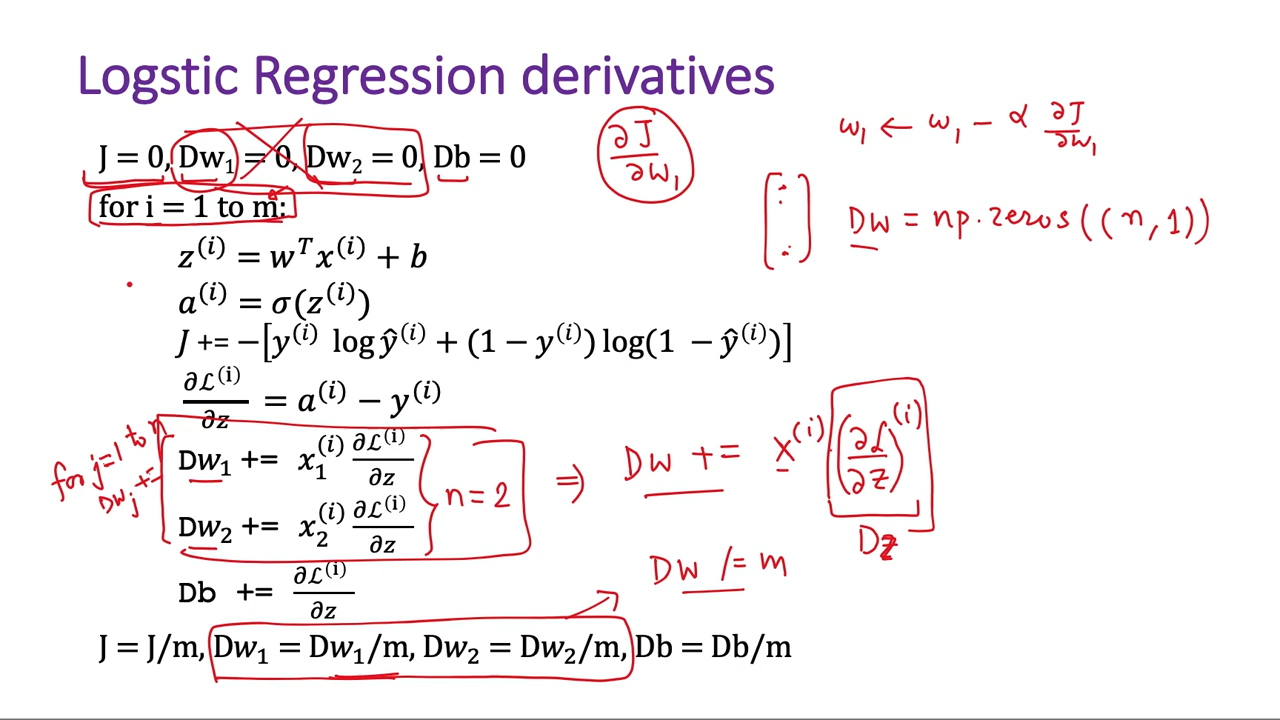 Logstic Regression derivatives
J = 0, Dw₁ = 0, Dw₂ = 0, Db = 0
∂J/∂w₁
w₁ ← w₁ − α ∂J/∂w₁
for i = 1 to m:
Dw = np.zeros((n,1))
z⁽ⁱ⁾ = wᵀx⁽ⁱ⁾ + b
a⁽ⁱ⁾ = σ(z⁽ⁱ⁾)
J += −[y⁽ⁱ⁾ log ŷ⁽ⁱ⁾ + (1 − y⁽ⁱ⁾) log(1 − ŷ⁽ⁱ⁾)]
∂ℒ⁽ⁱ⁾/∂z = a⁽ⁱ⁾ − y⁽ⁱ⁾
for j=1 to n
Dwⱼ +=
Dw₁ += x₁⁽ⁱ⁾ ∂ℒ⁽ⁱ⁾/∂z
Dw₂ += x₂⁽ⁱ⁾ ∂ℒ⁽ⁱ⁾/∂z
n = 2
⇒ Dw += x⁽ⁱ⁾ · (∂ℒ/∂z)⁽ⁱ⁾
Dz
Dw /= m
Db += ∂ℒ⁽ⁱ⁾/∂z
J = J/m, Dw₁ = Dw₁/m, Dw₂ = Dw₂/m, Db = Db/m